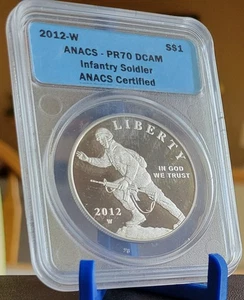 2012-W S$1
ANACS - PR70 DCAM
Infantry Soldier
ANACS Certified
LIBERTY
IN GOD
WE TRUST
2012
W